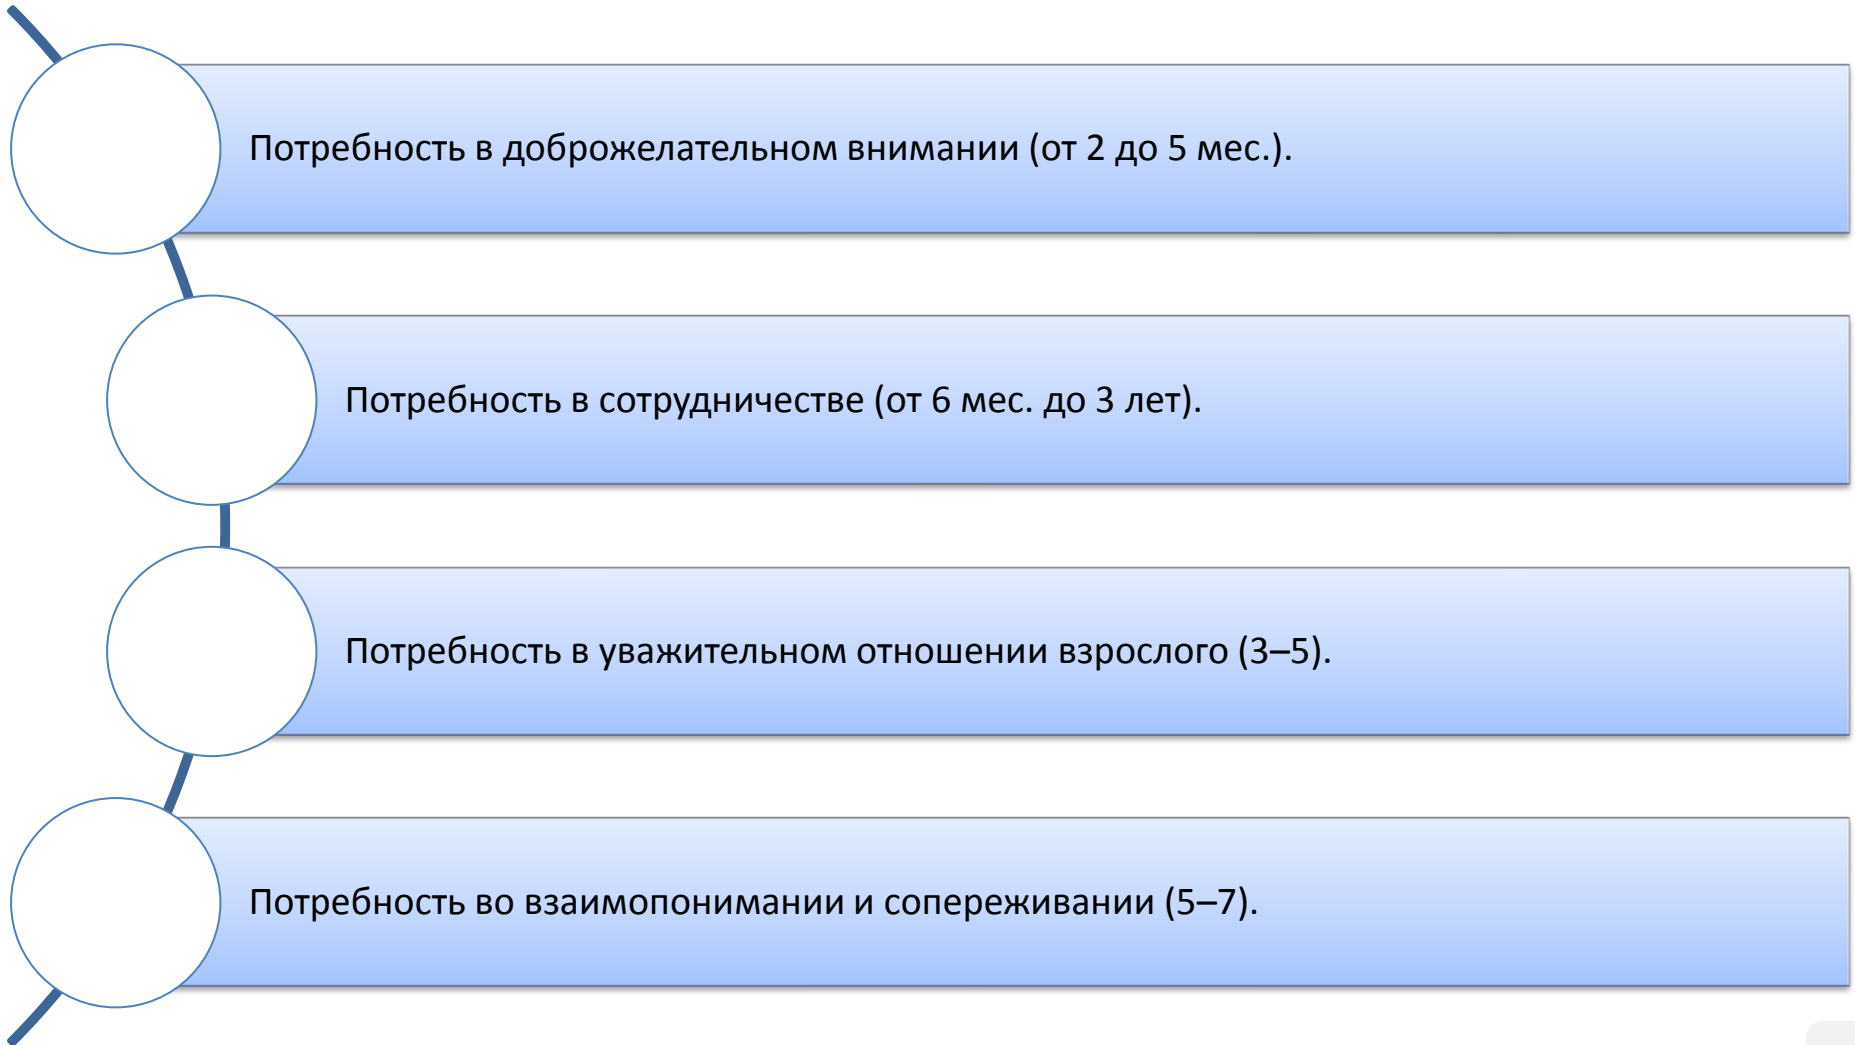 Потребность в доброжелательном внимании (от 2 до 5 мес.).
Потребность в сотрудничестве (от 6 мес. до 3 лет).
Потребность в уважительном отношении взрослого (3–5).
Потребность во взаимопонимании и сопереживании (5–7).